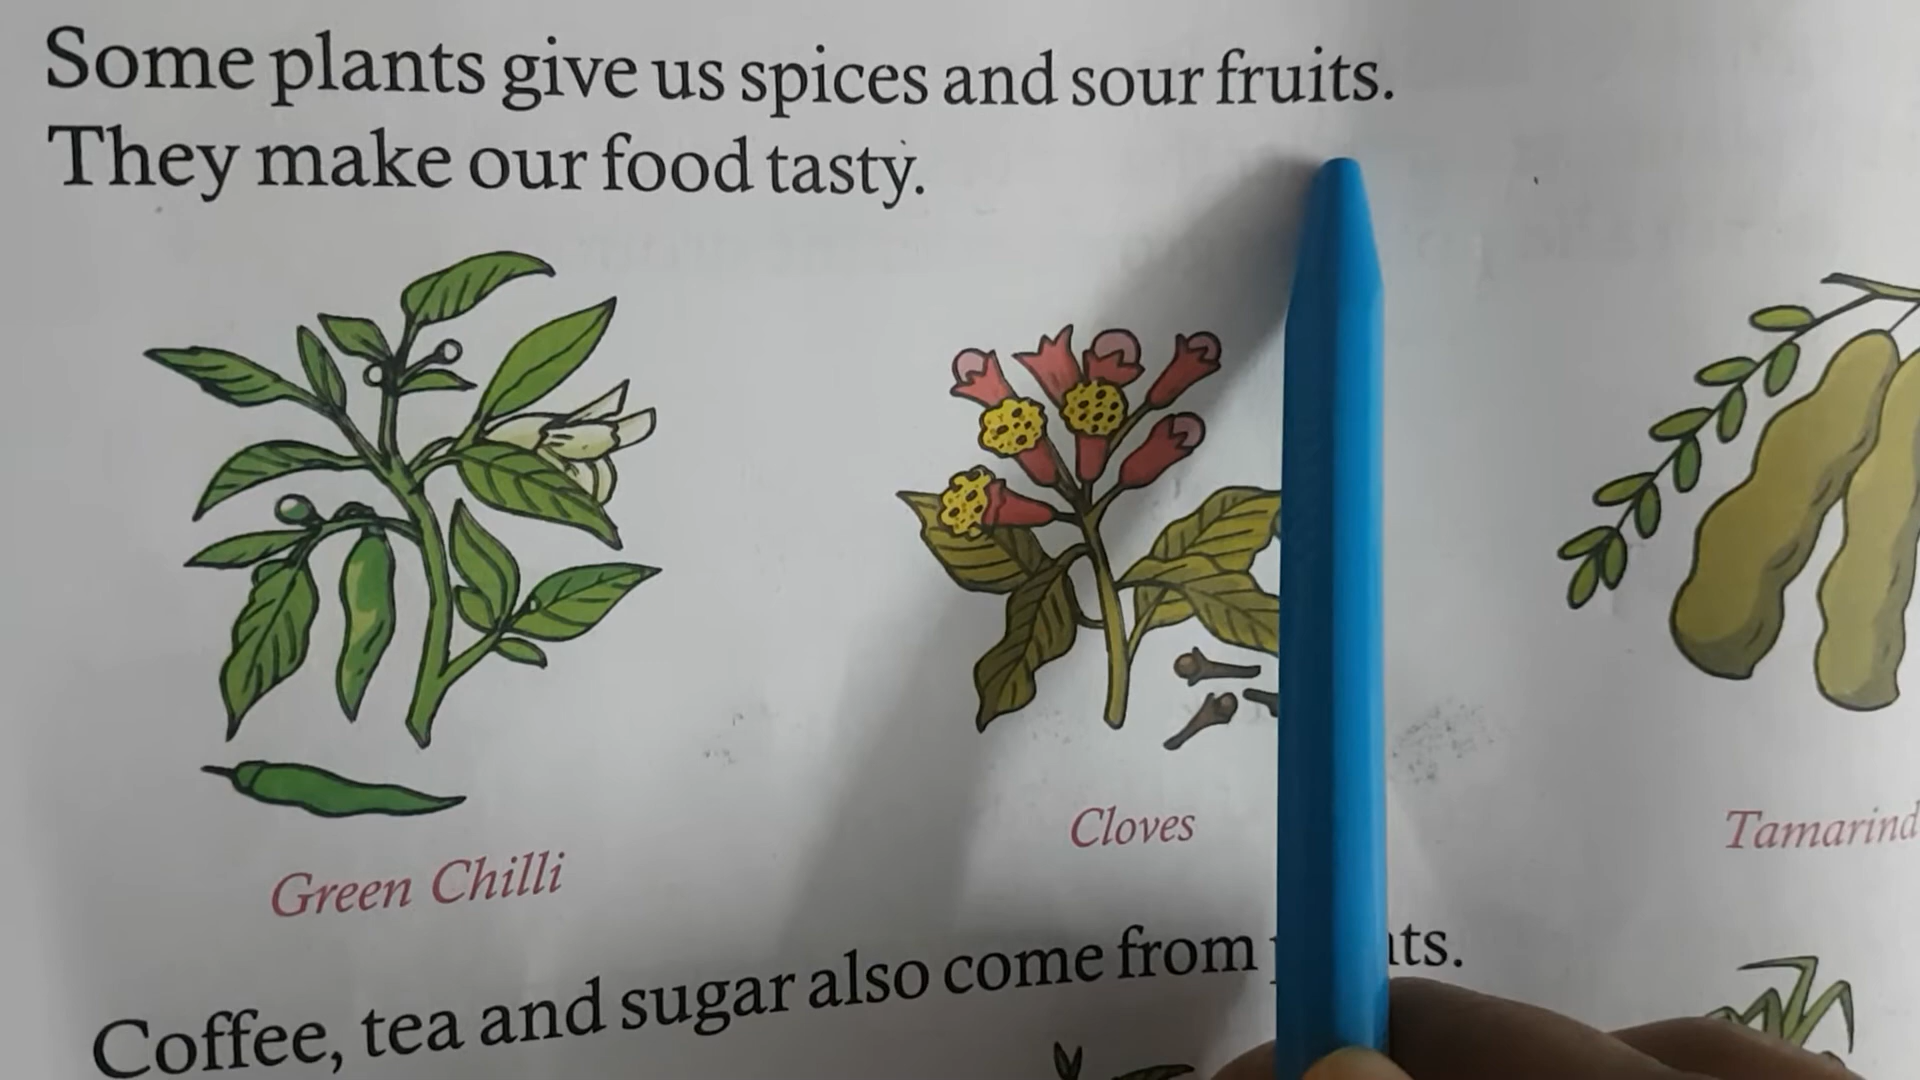 Some plants give us spices and sour fruits.
They make our food tasty.
Green Chilli
Cloves
Tamarind
Coffee, tea and sugar also come from